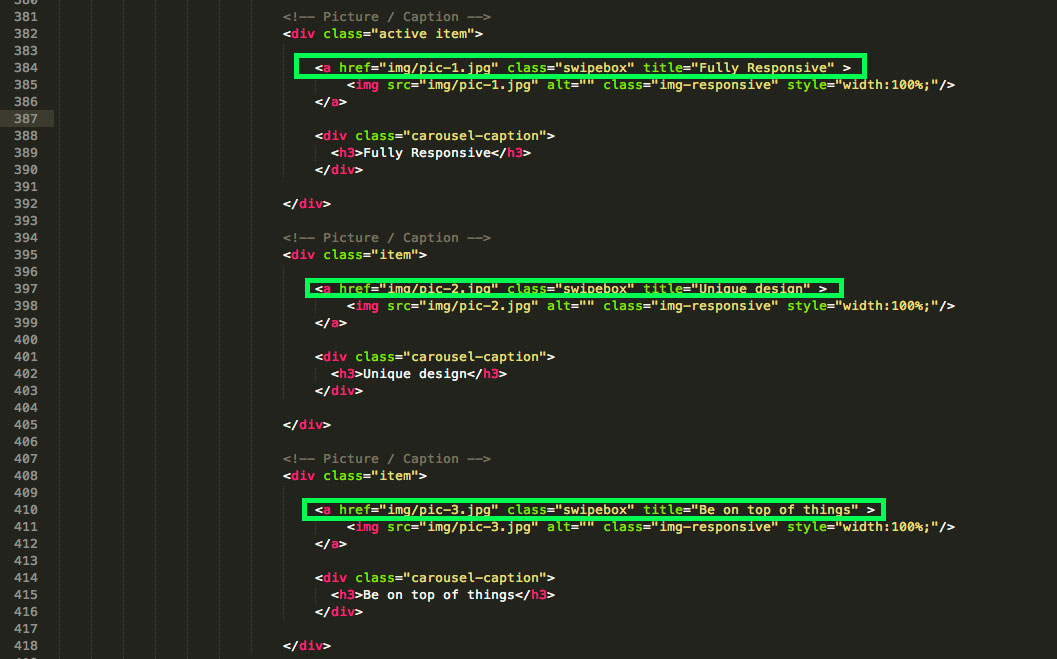 380
381 <!-- Picture / Caption -->
382 <div class="active item">
383
384 <a href="img/pic-1.jpg" class="swipebox" title="Fully Responsive" >
385 <img src="img/pic-1.jpg" alt="" class="img-responsive" style="width:100%;"/>
386 </a>
387
388 <div class="carousel-caption">
389 <h3>Fully Responsive</h3>
390 </div>
391
392 </div>
393
394 <!-- Picture / Caption -->
395 <div class="item">
396
397 <a href="img/pic-2.jpg" class="swipebox" title="Unique design" >
398 <img src="img/pic-2.jpg" alt="" class="img-responsive" style="width:100%;"/>
399 </a>
400
401 <div class="carousel-caption">
402 <h3>Unique design</h3>
403 </div>
404
405 </div>
406
407 <!-- Picture / Caption -->
408 <div class="item">
409
410 <a href="img/pic-3.jpg" class="swipebox" title="Be on top of things" >
411 <img src="img/pic-3.jpg" alt="" class="img-responsive" style="width:100%;"/>
412 </a>
413
414 <div class="carousel-caption">
415 <h3>Be on top of things</h3>
416 </div>
417
418 </div>